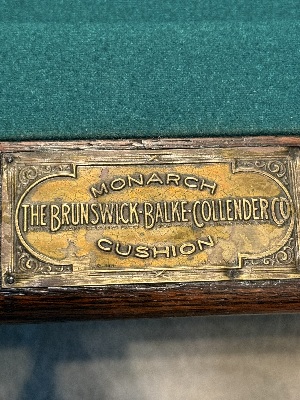 MONARCH
THE BRUNSWICK-BALKE-COLLENDER CO
CUSHION